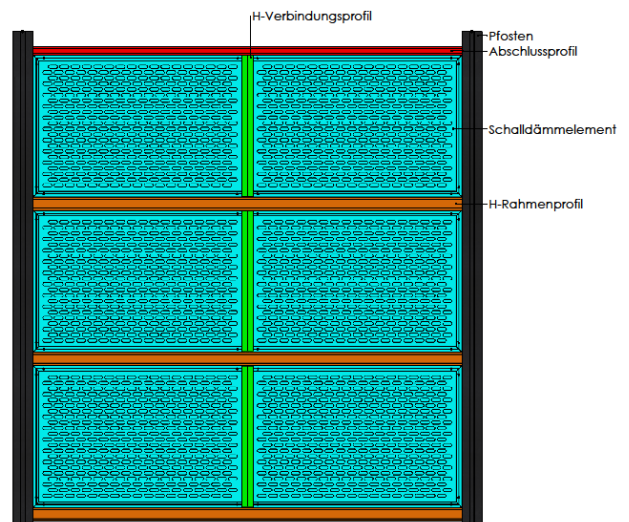 H-Verbindungsprofil
Pfosten
Abschlussprofil
Schalldämmelement
H-Rahmenprofil